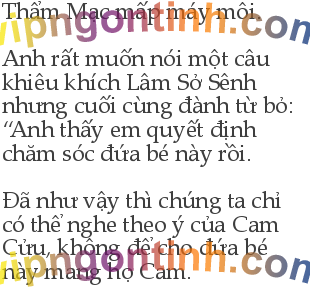 Thẩm Mạc mấp máy môi.
vipngontinh.com
Anh rất muốn nói một câu
khiêu khích Lâm Sở Sênh
nhưng cuối cùng đành từ bỏ:
“Anh thấy em quyết định
chăm sóc đứa bé này rồi.
Đã như vậy thì chúng ta chỉ
có thể nghe theo ý của Cam
Cửu, không để cho đứa bé
này mang họ Cam.
vipngontinh.com